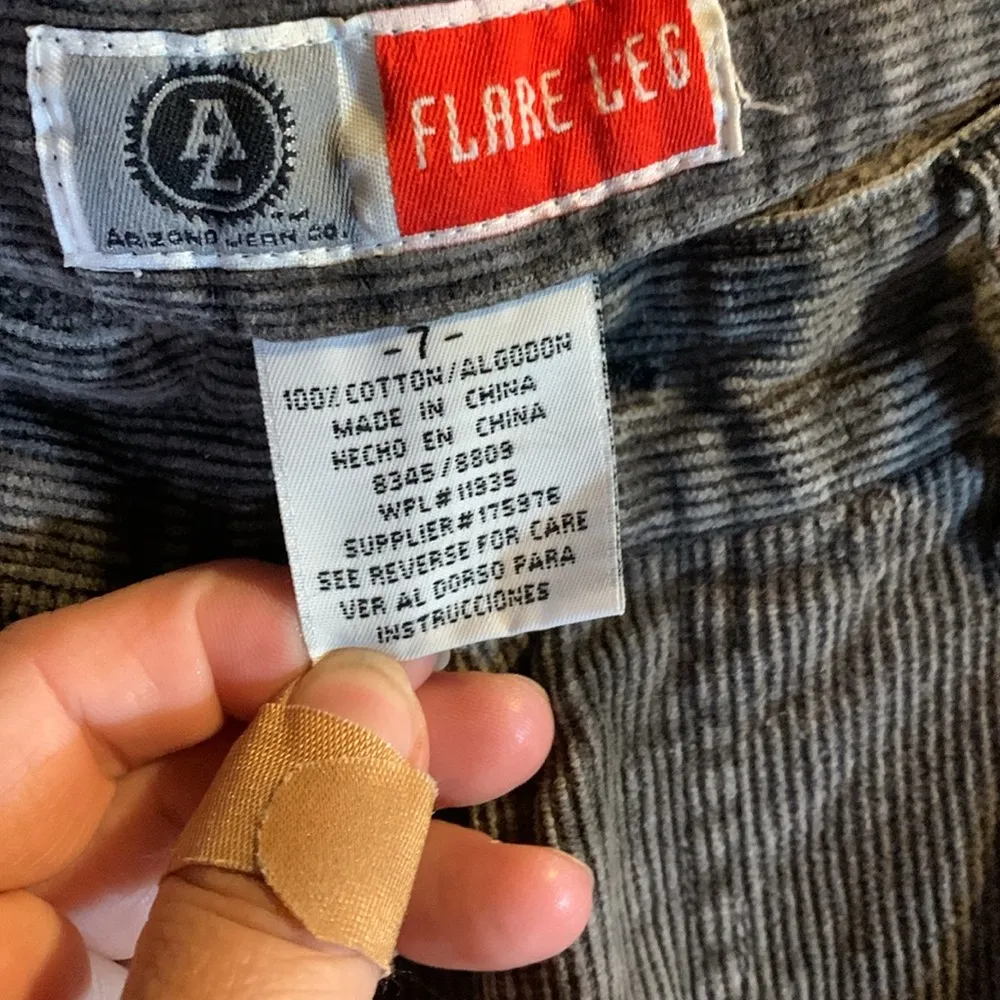 AZ
ARIZONA JEAN CO.
FLARE LEG
-7-
100% COTTON/ALGODON
MADE IN CHINA
HECHO EN CHINA
8345/8809
WPL#11935
SUPPLIER#175976
SEE REVERSE FOR CARE
VER AL DORSO PARA
INSTRUCCIONES